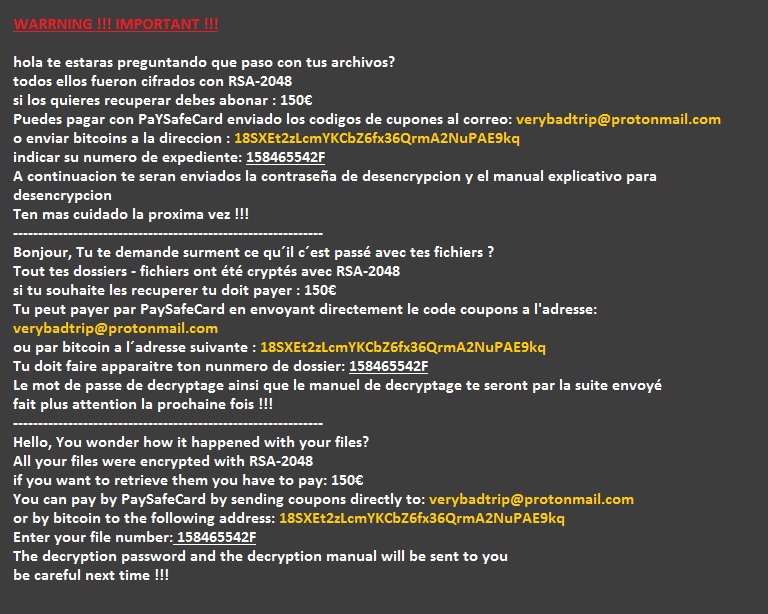 WARRNING !!! IMPORTANT !!!
hola te estaras preguntando que paso con tus archivos?
todos ellos fueron cifrados con RSA-2048
si los quieres recuperar debes abonar : 150€
Puedes pagar con PaYSafeCard enviado los codigos de cupones al correo: verybadtrip@protonmail.com
o enviar bitcoins a la direccion : 18SXEt2zLcmYKCbZ6fx36QrmA2NuPAE9kq
indicar su numero de expediente: 158465542F
A continuacion te seran enviados la contraseña de desencrypcion y el manual explicativo para
desencrypcion
Ten mas cuidado la proxima vez !!!
---------------------------------------------------------------
Bonjour, Tu te demande surment ce qu´il c´est passé avec tes fichiers ?
Tout tes dossiers - fichiers ont été cryptés avec RSA-2048
si tu souhaite les recuperer tu doit payer : 150€
Tu peut payer par PaySafeCard en envoyant directement le code coupons a l'adresse:
verybadtrip@protonmail.com
ou par bitcoin a l´adresse suivante : 18SXEt2zLcmYKCbZ6fx36QrmA2NuPAE9kq
Tu doit faire apparaitre ton nunmero de dossier: 158465542F
Le mot de passe de decryptage ainsi que le manuel de decryptage te seront par la suite envoyé
fait plus attention la prochaine fois !!!
---------------------------------------------------------------
Hello, You wonder how it happened with your files?
All your files were encrypted with RSA-2048
if you want to retrieve them you have to pay: 150€
You can pay by PaySafeCard by sending coupons directly to: verybadtrip@protonmail.com
or by bitcoin to the following address: 18SXEt2zLcmYKCbZ6fx36QrmA2NuPAE9kq
Enter your file number: 158465542F
The decryption password and the decryption manual will be sent to you
be careful next time !!!